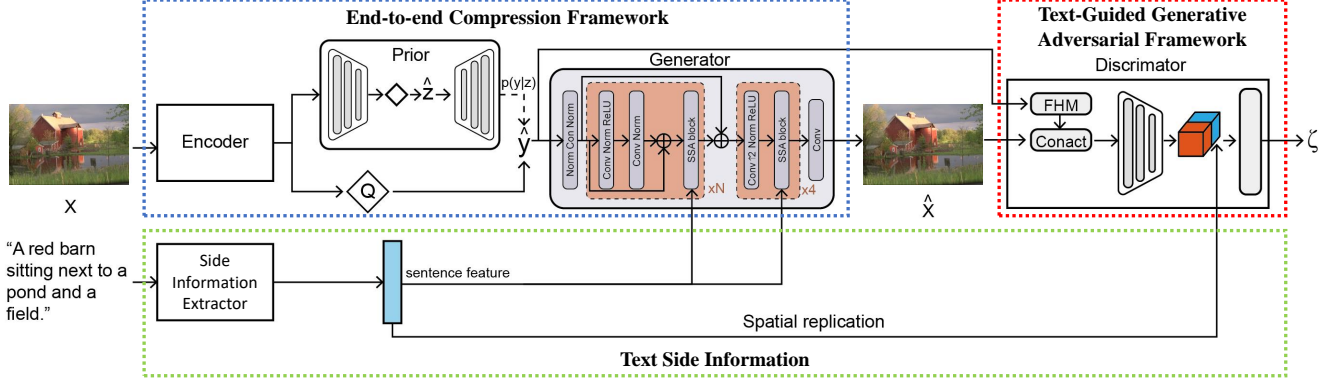 End-to-end Compression Framework
Text-Guided Generative
Adversarial Framework
Prior
Generator
Discrimator
ẑ
p(y|z)
Encoder
Q
ŷ
Norm Con Norm
Conv Norm ReLU
Conv Norm
SSA block
xN
Conv ↑2 Norm ReLU
SSA block
x4
Conv
FHM
Conact
ζ
X
X̂
“A red barn
sitting next to a
pond and a
field.”
Side
Information
Extractor
sentence feature
Spatial replication
Text Side Information